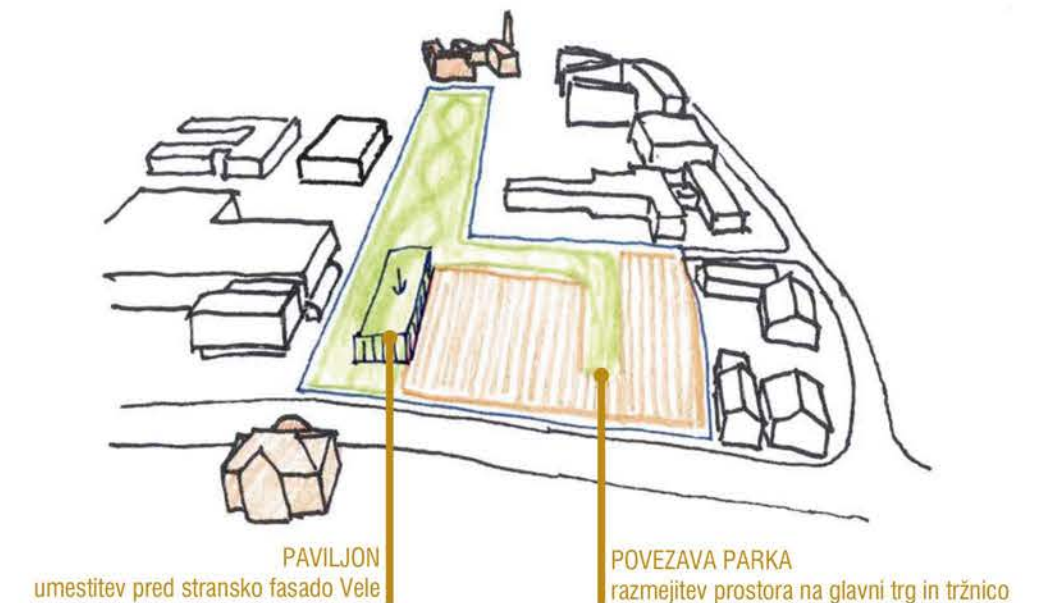 PAVILJON
umestitev pred stransko fasado Vele
POVEZAVA PARKA
razmejitev prostora na glavni trg in tržnico